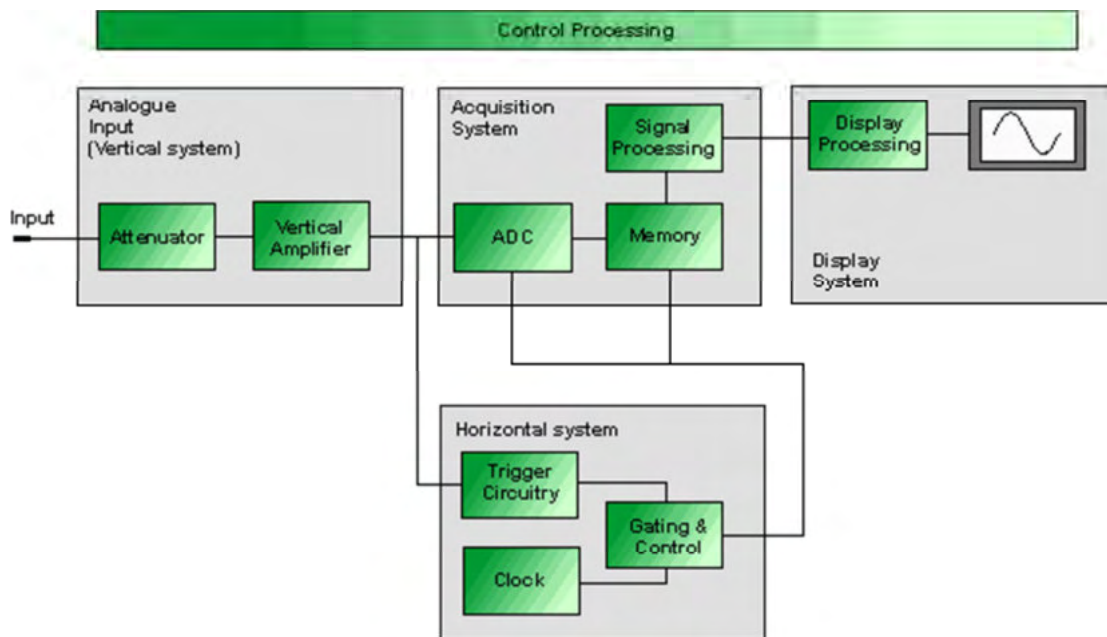 Control Processing
Analogue
Input
(Vertical system)
Input
Attenuator
Vertical
Amplifier
Acquisition
System
Signal
Processing
ADC
Memory
Display
Processing
Display
System
Horizontal system
Trigger
Circuitry
Gating &
Control
Clock